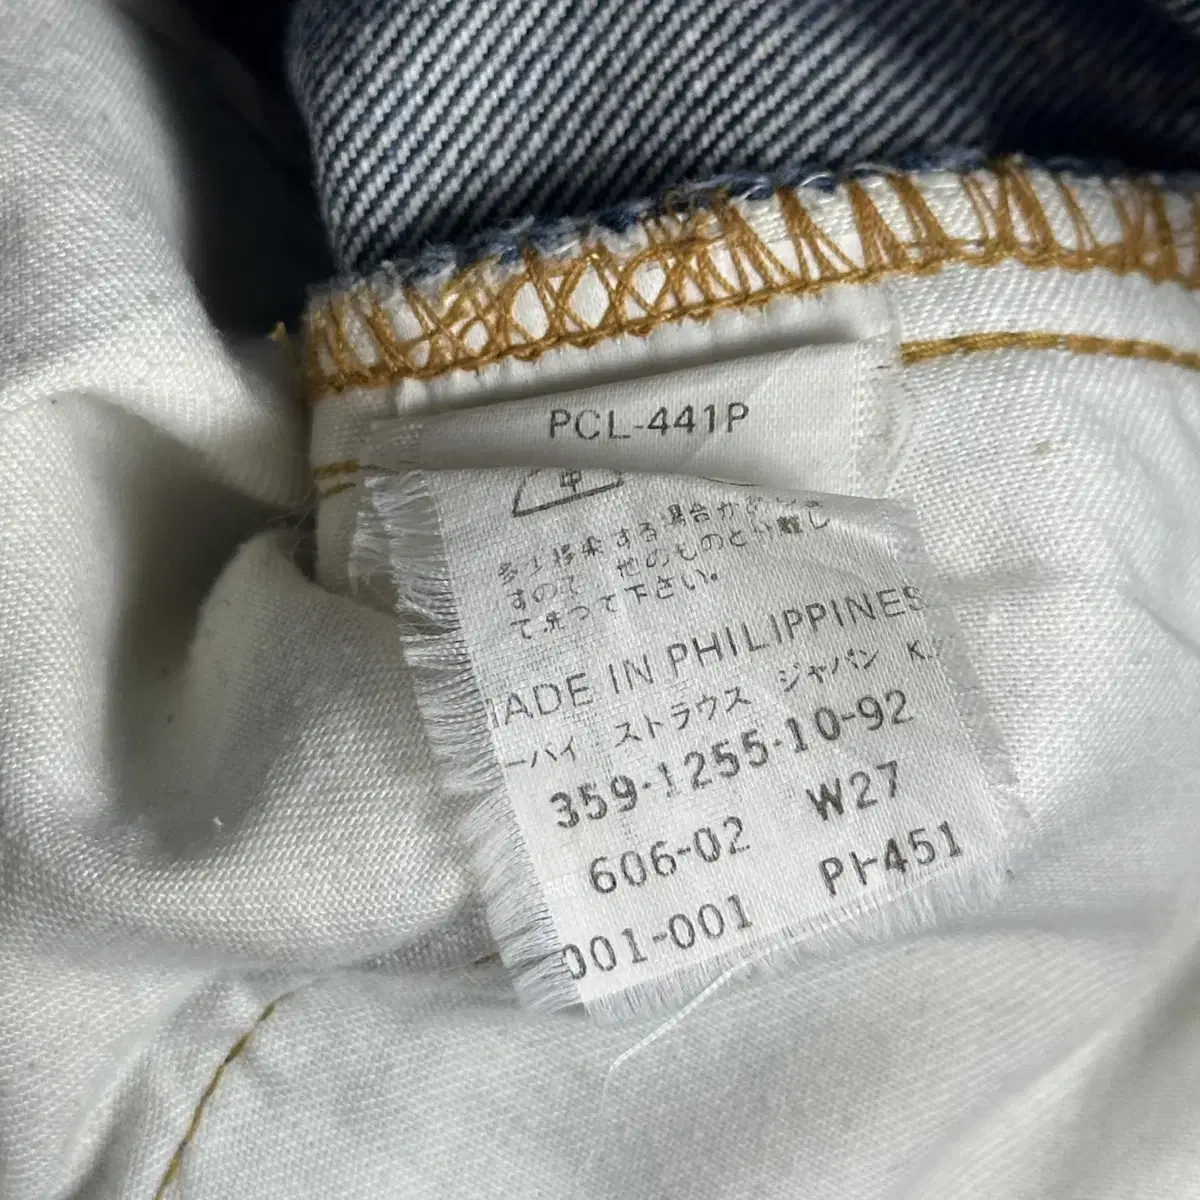 PCL-441P
中
多少移染する場合がありま
すので、他のものと離し
て洗って下さい。
MADE IN PHILIPPINES
ーバイ ストラウス ジャパン K.K
359-1255-10-92
606-02 W27
001-001 PI-451